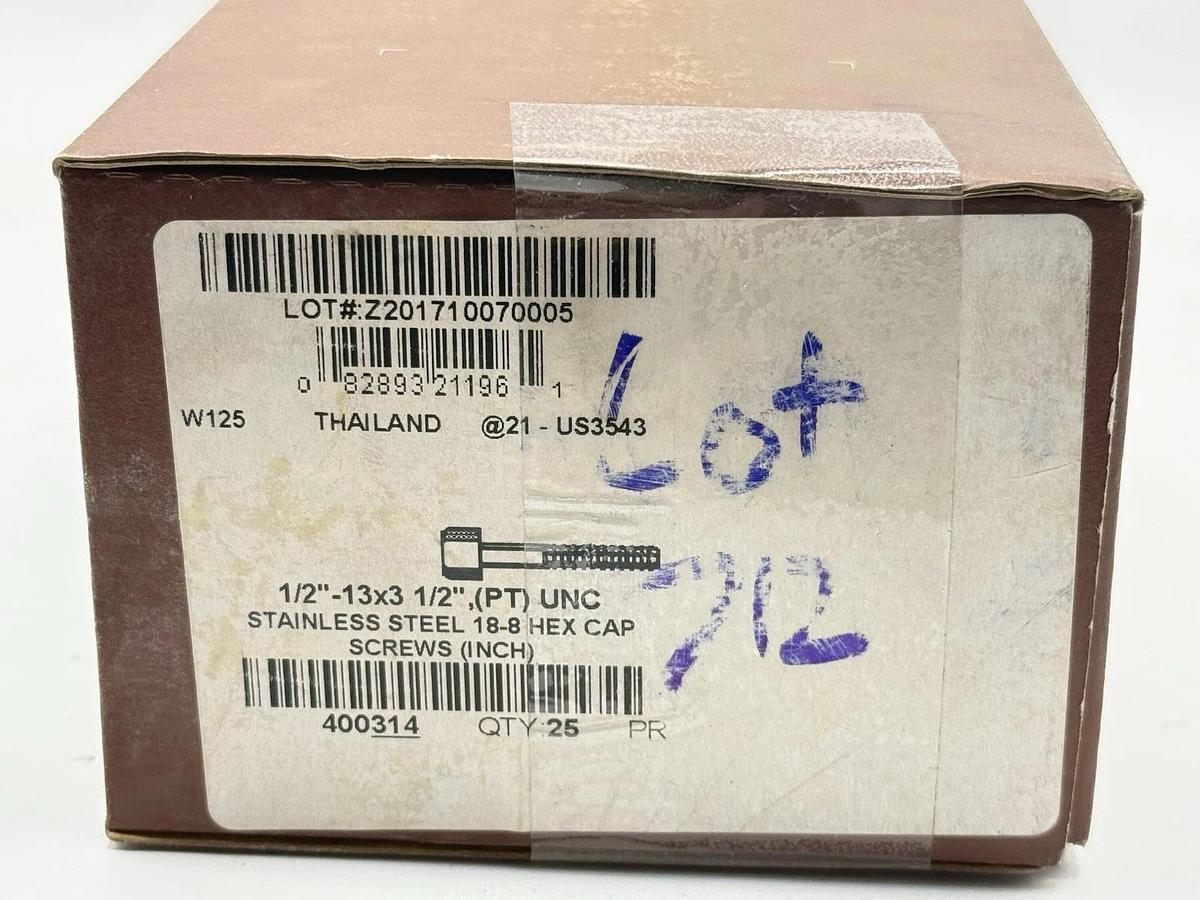 LOT#:Z201710070005
0 82893 21196 1
W125 THAILAND @21 - US3543
Lot
712
1/2"-13x3 1/2",(PT) UNC
STAINLESS STEEL 18-8 HEX CAP
SCREWS (INCH)
400314 QTY:25 PR